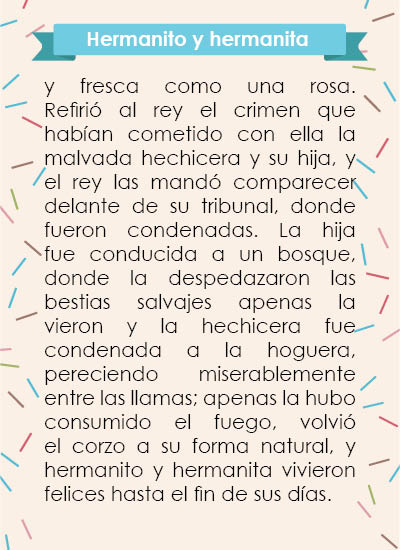 Hermanito y hermanita
y fresca como una rosa.
Refirió al rey el crimen que
habían cometido con ella la
malvada hechicera y su hija, y
el rey las mandó comparecer
delante de su tribunal, donde
fueron condenadas. La hija
fue conducida a un bosque,
donde la despedazaron las
bestias salvajes apenas la
vieron y la hechicera fue
condenada a la hoguera,
pereciendo miserablemente
entre las llamas; apenas la hubo
consumido el fuego, volvió
el corzo a su forma natural, y
hermanito y hermanita vivieron
felices hasta el fin de sus días.